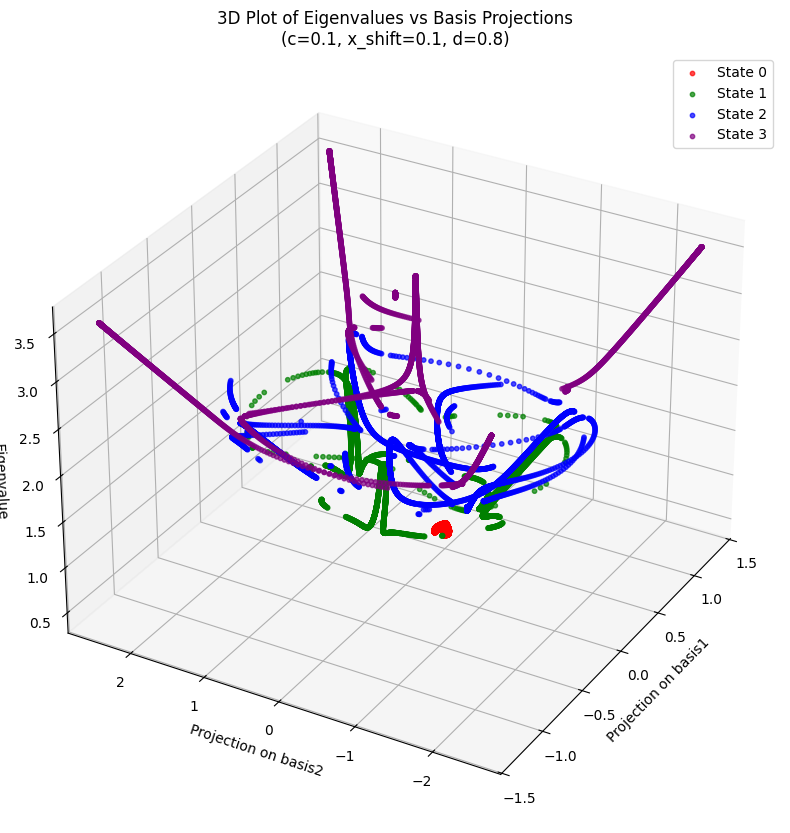 3D Plot of Eigenvalues vs Basis Projections
(c=0.1, x_shift=0.1, d=0.8)
State 0
State 1
State 2
State 3
3.5
3.0
2.5
2.0
1.5
1.0
0.5
Eigenvalue
2
1
0
−1
−2
Projection on basis2
1.5
1.0
0.5
0.0
−0.5
−1.0
−1.5
Projection on basis1